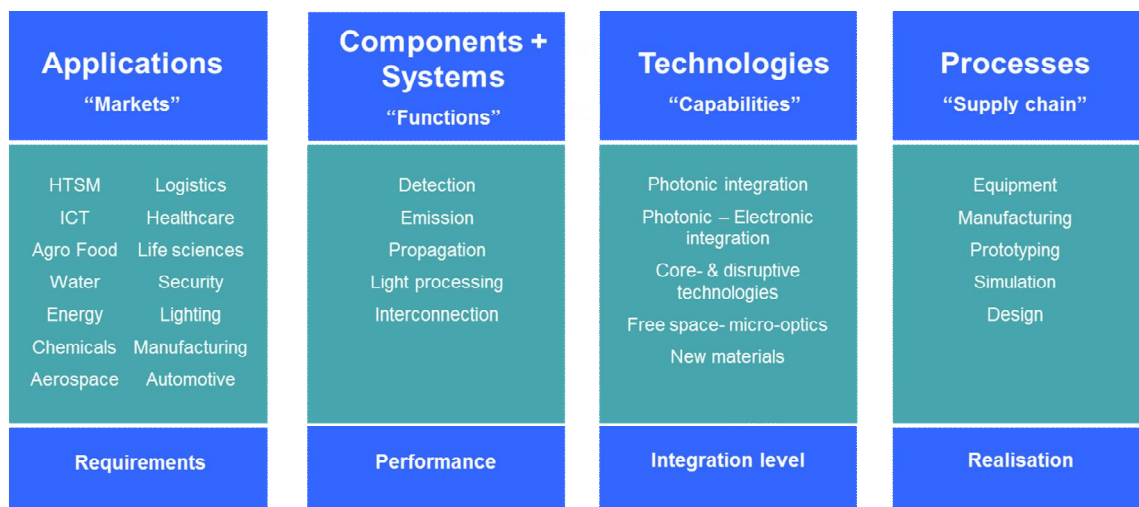 Applications
“Markets”
HTSM Logistics
ICT Healthcare
Agro Food Life sciences
Water Security
Energy Lighting
Chemicals Manufacturing
Aerospace Automotive
Requirements
Components +
Systems
“Functions”
Detection
Emission
Propagation
Light processing
Interconnection
Performance
Technologies
“Capabilities”
Photonic integration
Photonic – Electronic
integration
Core- & disruptive
technologies
Free space- micro-optics
New materials
Integration level
Processes
“Supply chain”
Equipment
Manufacturing
Prototyping
Simulation
Design
Realisation